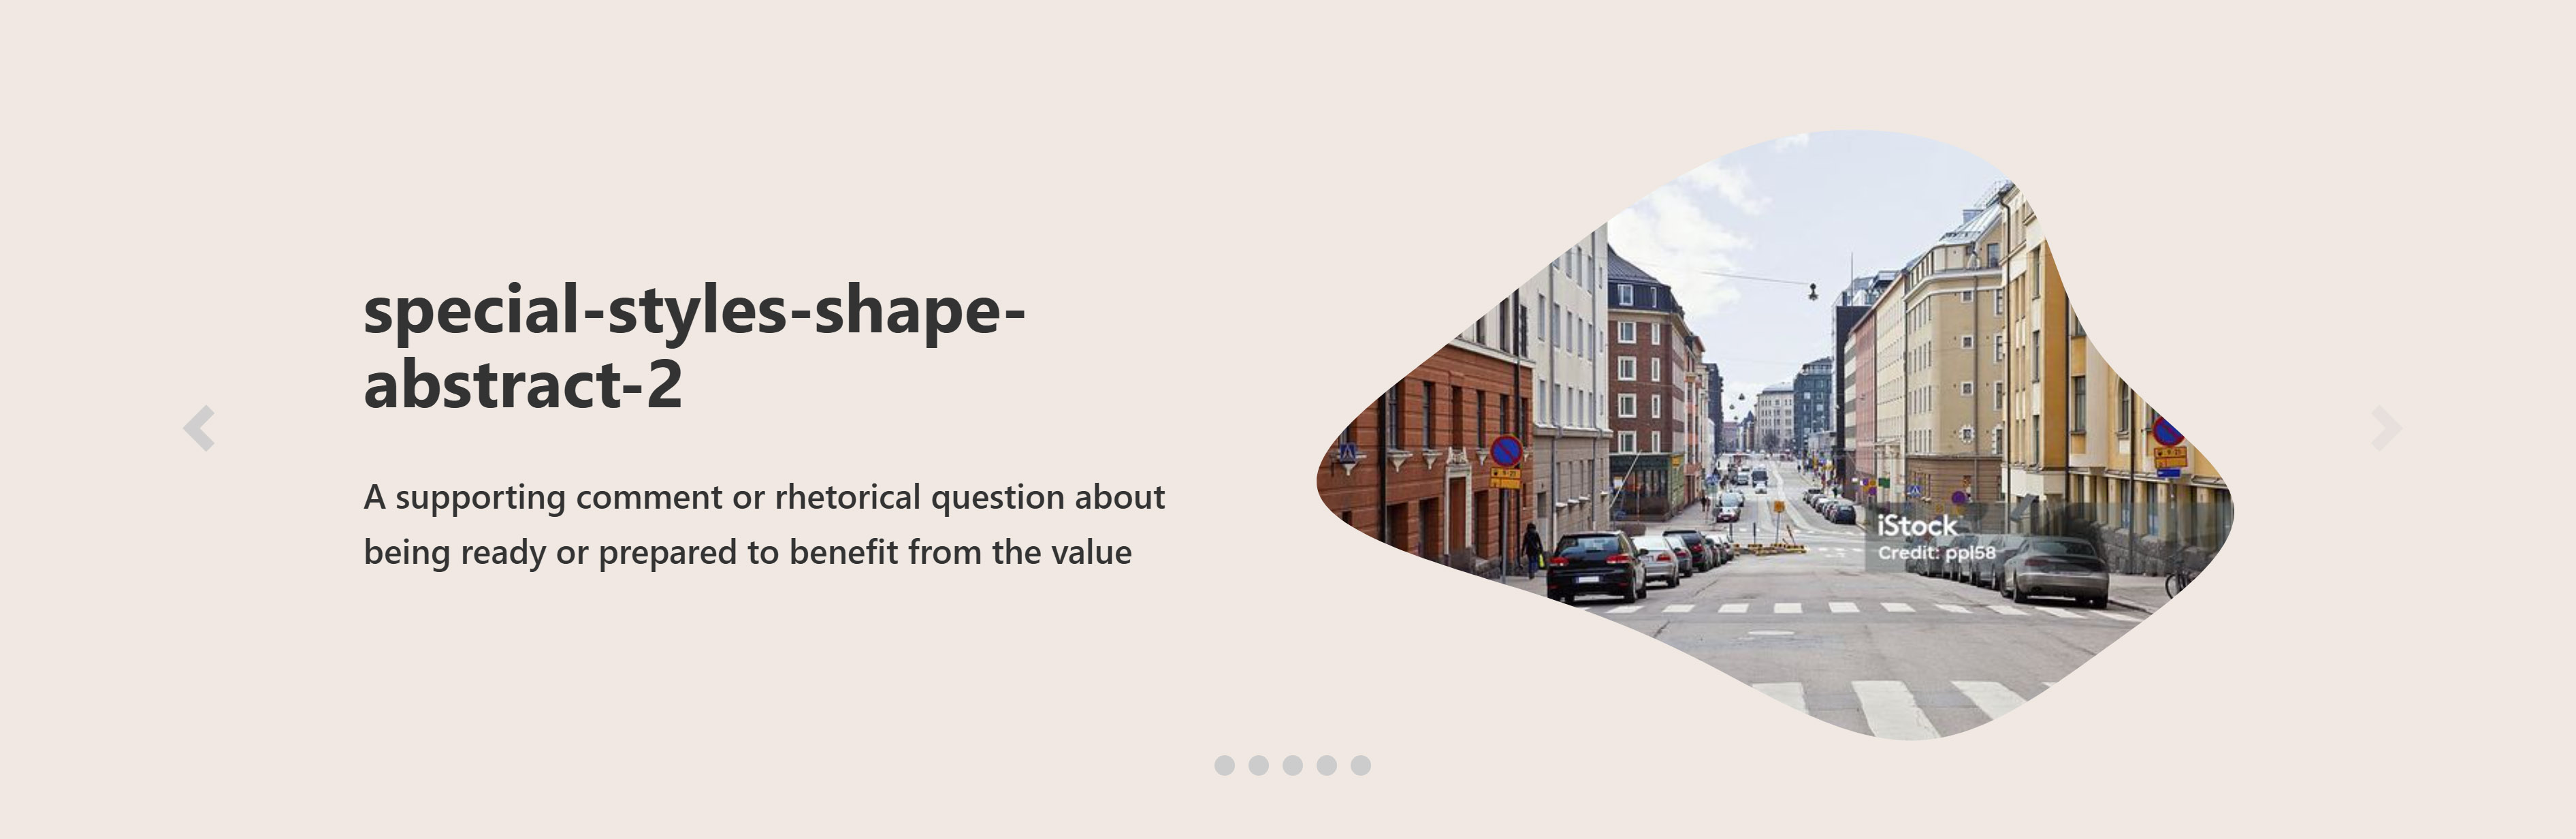 special-styles-shape-
abstract-2
A supporting comment or rhetorical question about
being ready or prepared to benefit from the value
iStock
Credit: ppl58